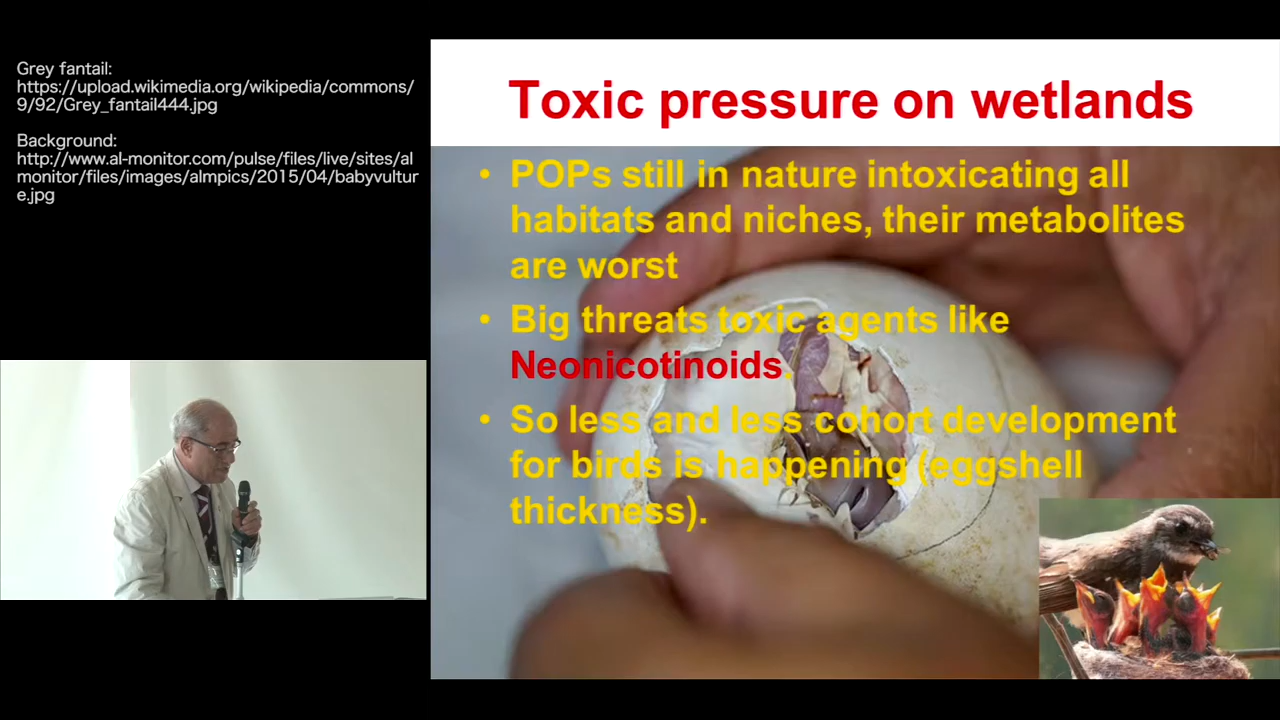 Grey fantail:
https://upload.wikimedia.org/wikipedia/commons/
9/92/Grey_fantail444.jpg
Background:
http://www.al-monitor.com/pulse/files/live/sites/al
monitor/files/images/almpics/2015/04/babyvultur
e.jpg
Toxic pressure on wetlands
• POPs still in nature intoxicating all
habitats and niches, their metabolites
are worst
• Big threats toxic agents like
Neonicotinoids.
• So less and less cohort development
for birds is happening (eggshell
thickness).